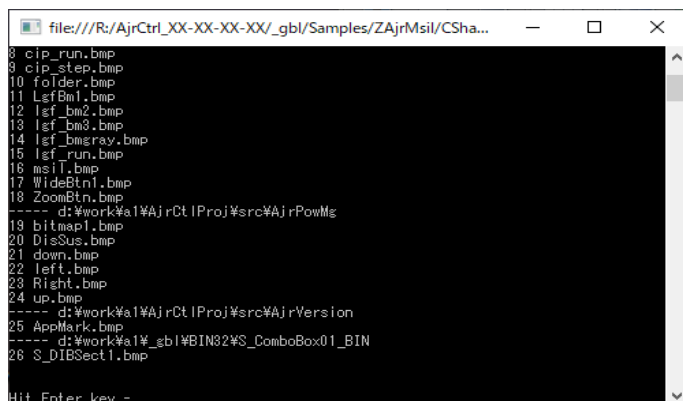 file:///R:/AjrCtrl_XX-XX-XX-XX/_gbl/Samples/ZAjrMsil/CSha...
8 cip_run.bmp
9 cip_step.bmp
10 folder.bmp
11 LgfBm1.bmp
12 lgf_bm2.bmp
13 lgf_bm3.bmp
14 lgf_bmgray.bmp
15 lgf_run.bmp
16 msil.bmp
17 WideBtn1.bmp
18 ZoomBtn.bmp
----- d:¥work¥a1¥AjrCtlProj¥src¥AjrPowMg
19 bitmap1.bmp
20 DisSus.bmp
21 down.bmp
22 left.bmp
23 Right.bmp
24 up.bmp
----- d:¥work¥a1¥AjrCtlProj¥src¥AjrVersion
25 AppMark.bmp
----- d:¥work¥a1¥_gbl¥BIN32¥S_ComboBox01_BIN
26 S_DIBSect1.bmp
Hit Enter key -